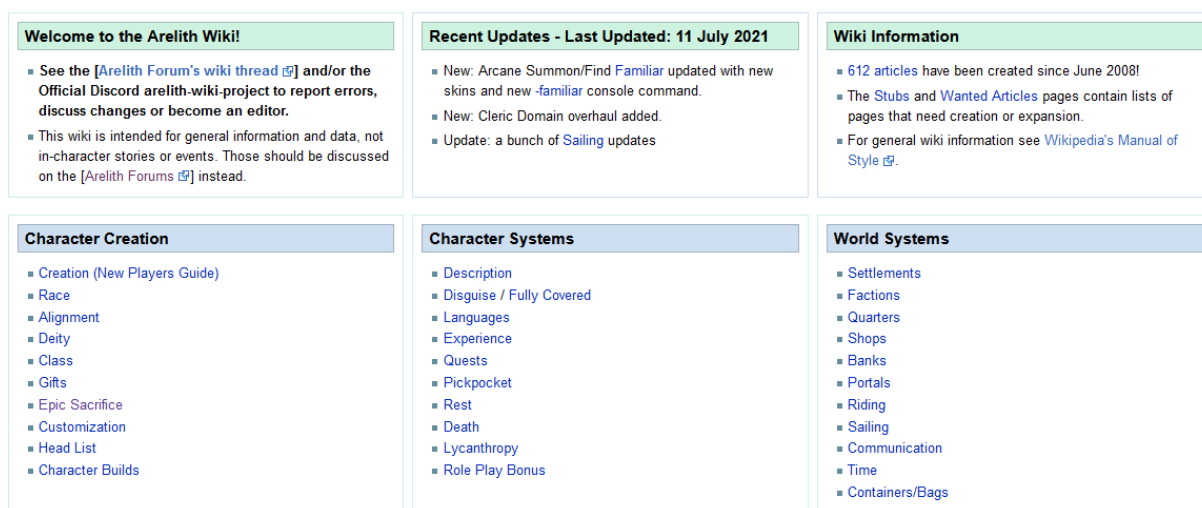 Welcome to the Arelith Wiki!
See the [Arelith Forum's wiki thread] and/or the
Official Discord arelith-wiki-project to report errors,
discuss changes or become an editor.
This wiki is intended for general information and data, not
in-character stories or events. Those should be discussed
on the [Arelith Forums] instead.
Recent Updates - Last Updated: 11 July 2021
New: Arcane Summon/Find Familiar updated with new
skins and new -familiar console command.
New: Cleric Domain overhaul added.
Update: a bunch of Sailing updates
Wiki Information
612 articles have been created since June 2008!
The Stubs and Wanted Articles pages contain lists of
pages that need creation or expansion.
For general wiki information see Wikipedia's Manual of
Style.
Character Creation
Creation (New Players Guide)
Race
Alignment
Deity
Class
Gifts
Epic Sacrifice
Customization
Head List
Character Builds
Character Systems
Description
Disguise / Fully Covered
Languages
Experience
Quests
Pickpocket
Rest
Death
Lycanthropy
Role Play Bonus
World Systems
Settlements
Factions
Quarters
Shops
Banks
Portals
Riding
Sailing
Communication
Time
Containers/Bags